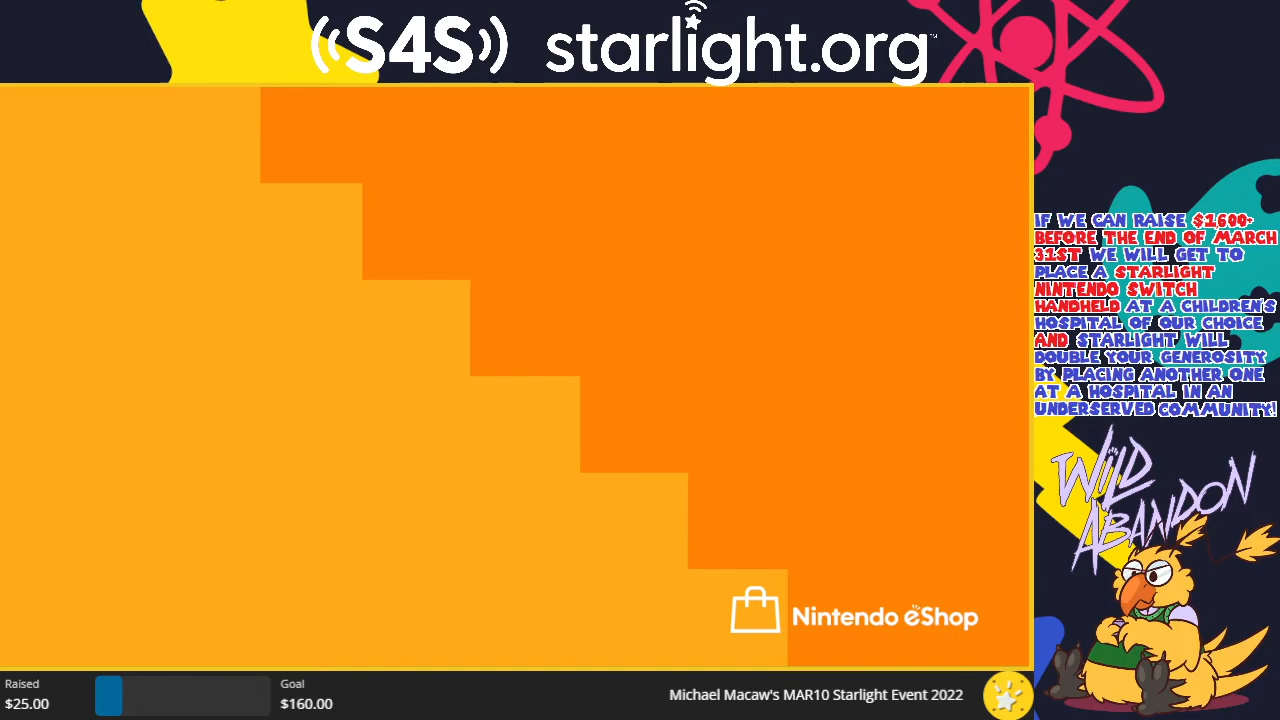 ((S4S)) starlight.org™
IF WE CAN RAISE $1600+
BEFORE THE END OF MARCH
31ST WE WILL GET TO
PLACE A STARLIGHT
NINTENDO SWITCH
HANDHELD AT A CHILDREN'S
HOSPITAL OF OUR CHOICE
AND STARLIGHT WILL
DOUBLE YOUR GENEROSITY
BY PLACING ANOTHER ONE
AT A HOSPITAL IN AN
UNDERSERVED COMMUNITY!
WILD
ABANDON
Nintendo eShop
Raised
$25.00
Goal
$160.00
Michael Macaw's MAR10 Starlight Event 2022